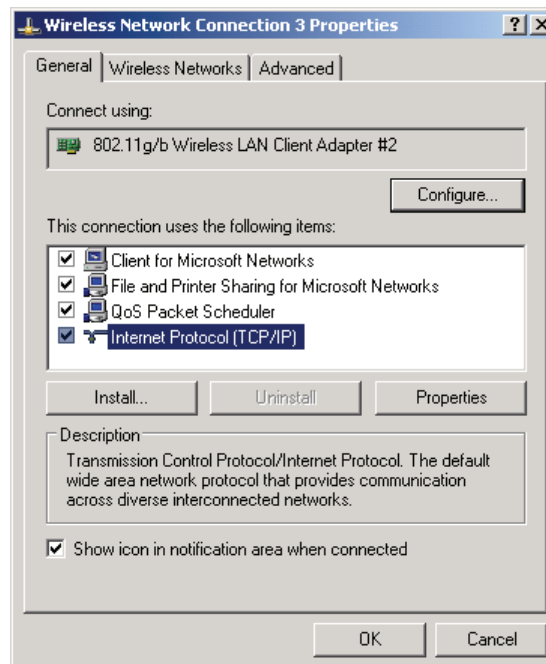 Wireless Network Connection 3 Properties
General
Wireless Networks
Advanced
Connect using:
802.11g/b Wireless LAN Client Adapter #2
Configure...
This connection uses the following items:
Client for Microsoft Networks
File and Printer Sharing for Microsoft Networks
QoS Packet Scheduler
Internet Protocol (TCP/IP)
Install...
Uninstall
Properties
Description
Transmission Control Protocol/Internet Protocol. The default
wide area network protocol that provides communication
across diverse interconnected networks.
Show icon in notification area when connected
OK
Cancel